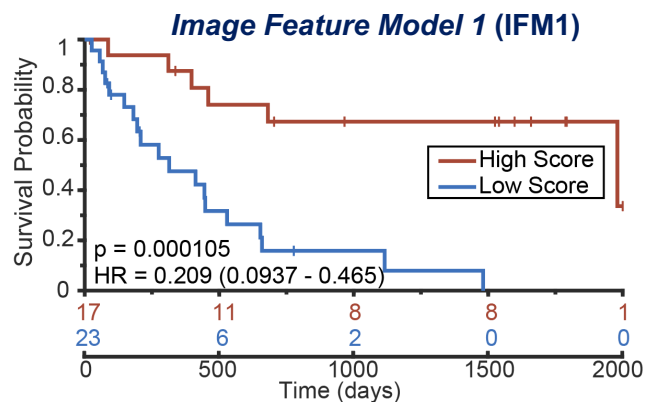 Image Feature Model 1 (IFM1)
Survival Probability
1
0.8
0.6
0.4
0.2
0
High Score
Low Score
p = 0.000105
HR = 0.209 (0.0937 - 0.465)
17 11 8 8 1
23 6 2 0 0
0 500 1000 1500 2000
Time (days)